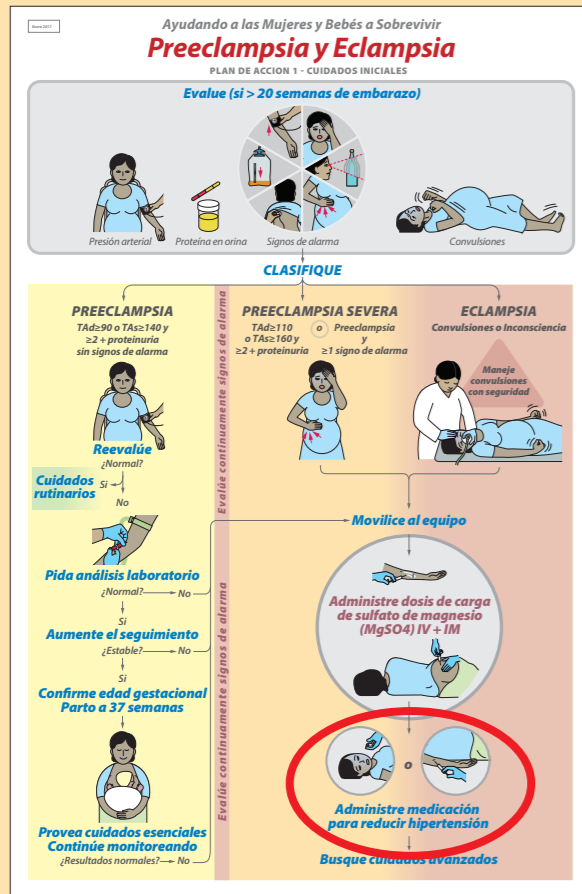 Enero 2017
Ayudando a las Mujeres y Bebés a Sobrevivir
Preeclampsia y Eclampsia
PLAN DE ACCION 1 - CUIDADOS INICIALES
Evalue (si > 20 semanas de embarazo)
Presión arterial
Proteína en orina
Signos de alarma
Convulsiones
CLASIFIQUE
PREECLAMPSIA
TAd≥90 o TAs≥140 y
≥2 + proteinuria
sin signos de alarma
Reevalúe
¿Normal?
Si
Cuidados
rutinarios
No
Pida análisis laboratorio
¿Normal?
No
Si
Aumente el seguimiento
¿Estable?
No
Si
Confirme edad gestacional
Parto a 37 semanas
Provea cuidados esenciales
Continúe monitoreando
¿Resultados normales?
No
Evalúe continuamente signos de alarma
Evalúe continuamente signos de alarma
PREECLAMPSIA SEVERA
TAd≥110
o TAs≥160 y
≥2 + proteinuria
o
Preeclampsia
y
≥1 signo de alarma
ECLAMPSIA
Convulsiones o Inconsciencia
Maneje
convulsiones
con seguridad
Movilice al equipo
Administre dosis de carga
de sulfato de magnesio
(MgSO4) IV + IM
o
Administre medicación
para reducir hipertensión
Busque cuidados avanzados